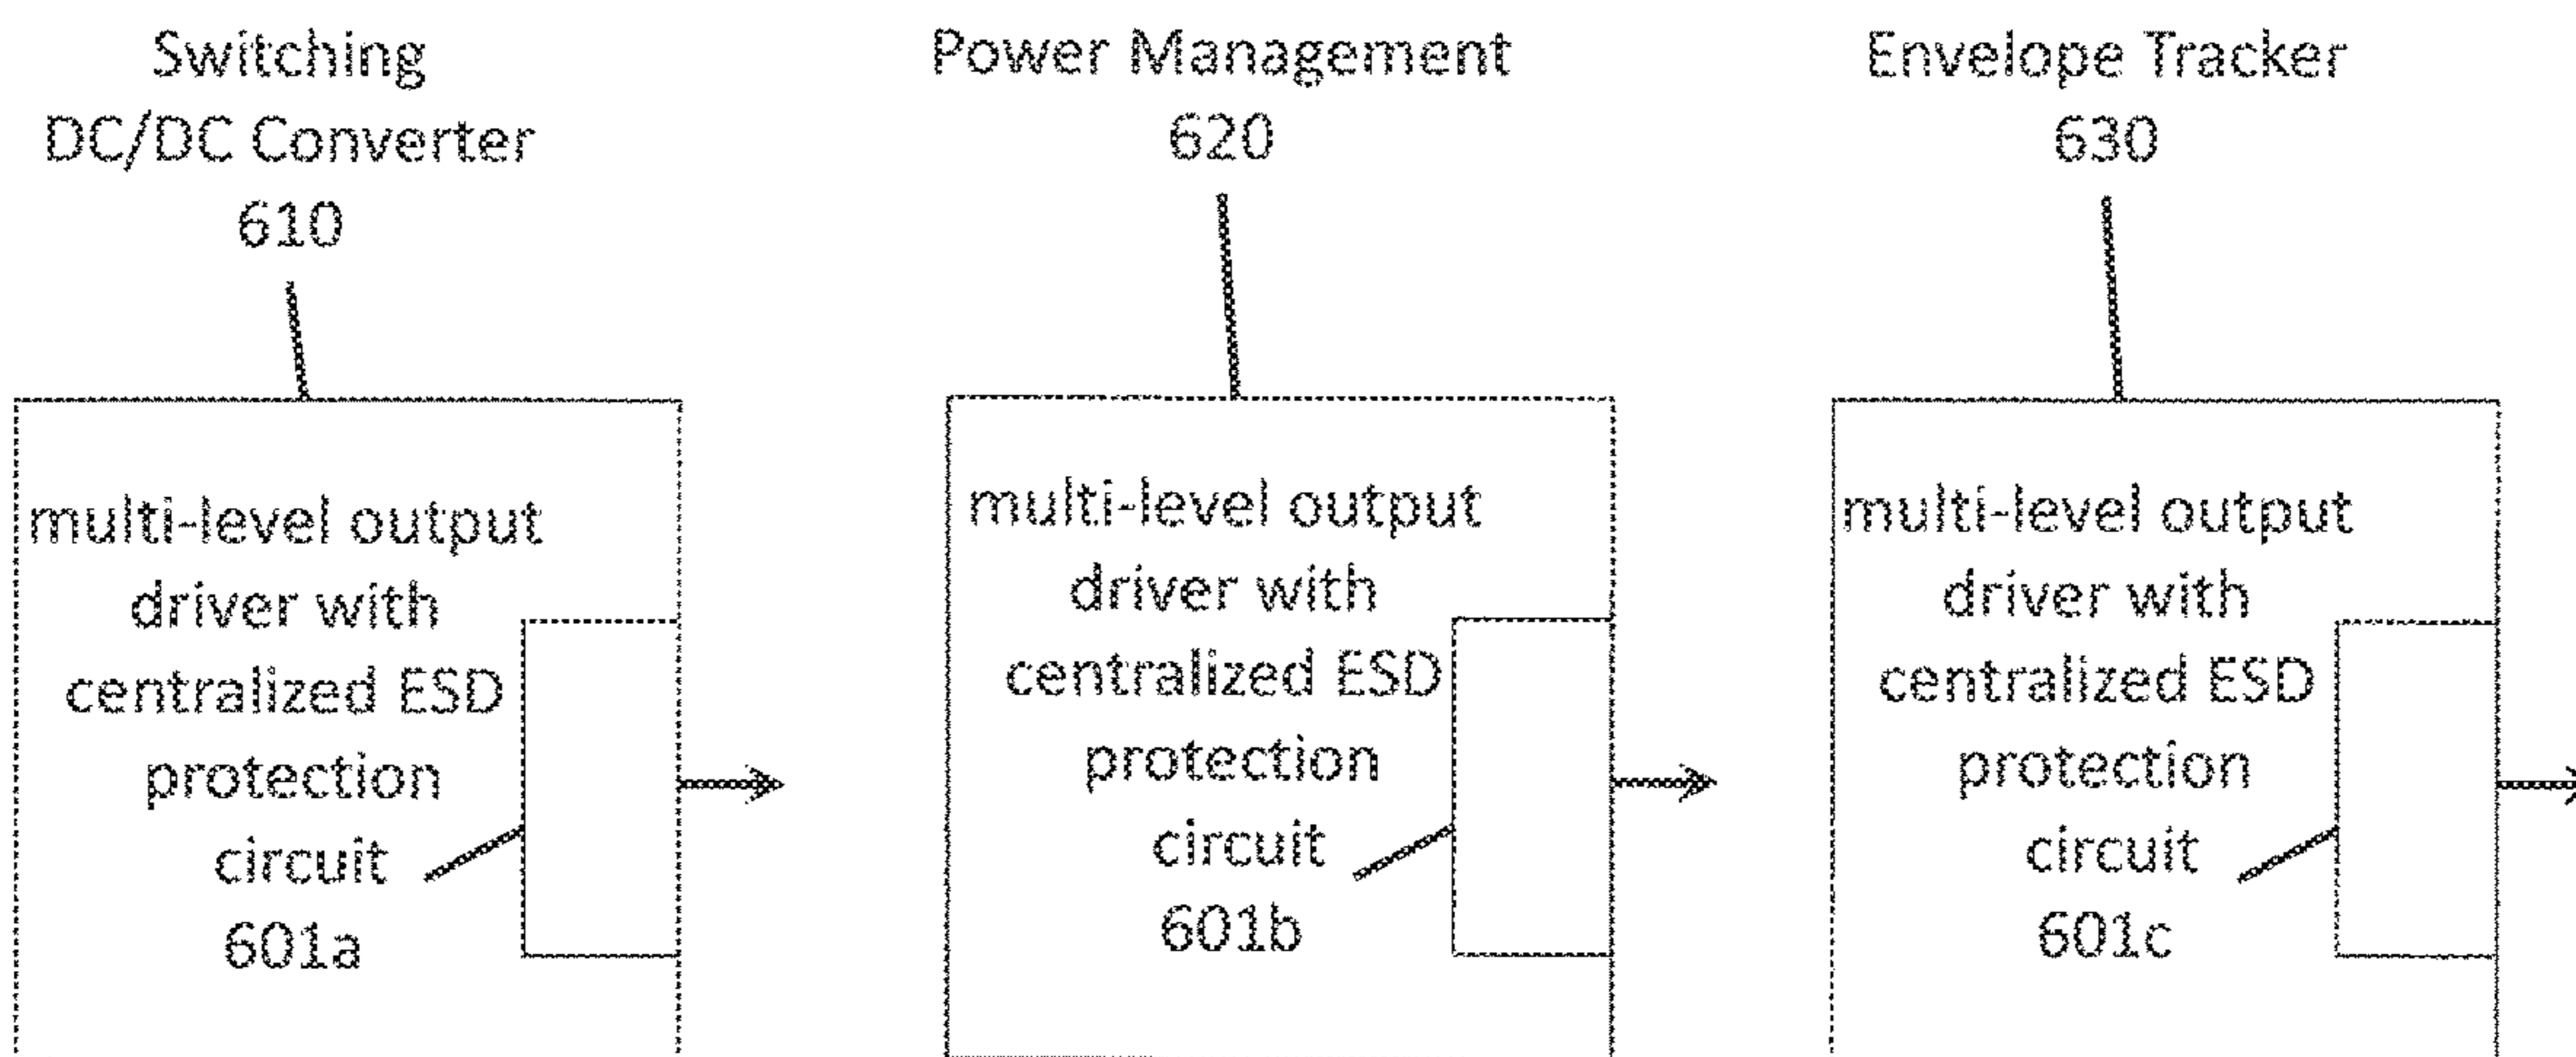 Switching
DC/DC Converter
610
multi-level output
driver with
centralized ESD
protection
circuit
601a
Power Management
620
multi-level output
driver with
centralized ESD
protection
circuit
601b
Envelope Tracker
630
multi-level output
driver with
centralized ESD
protection
circuit
601c